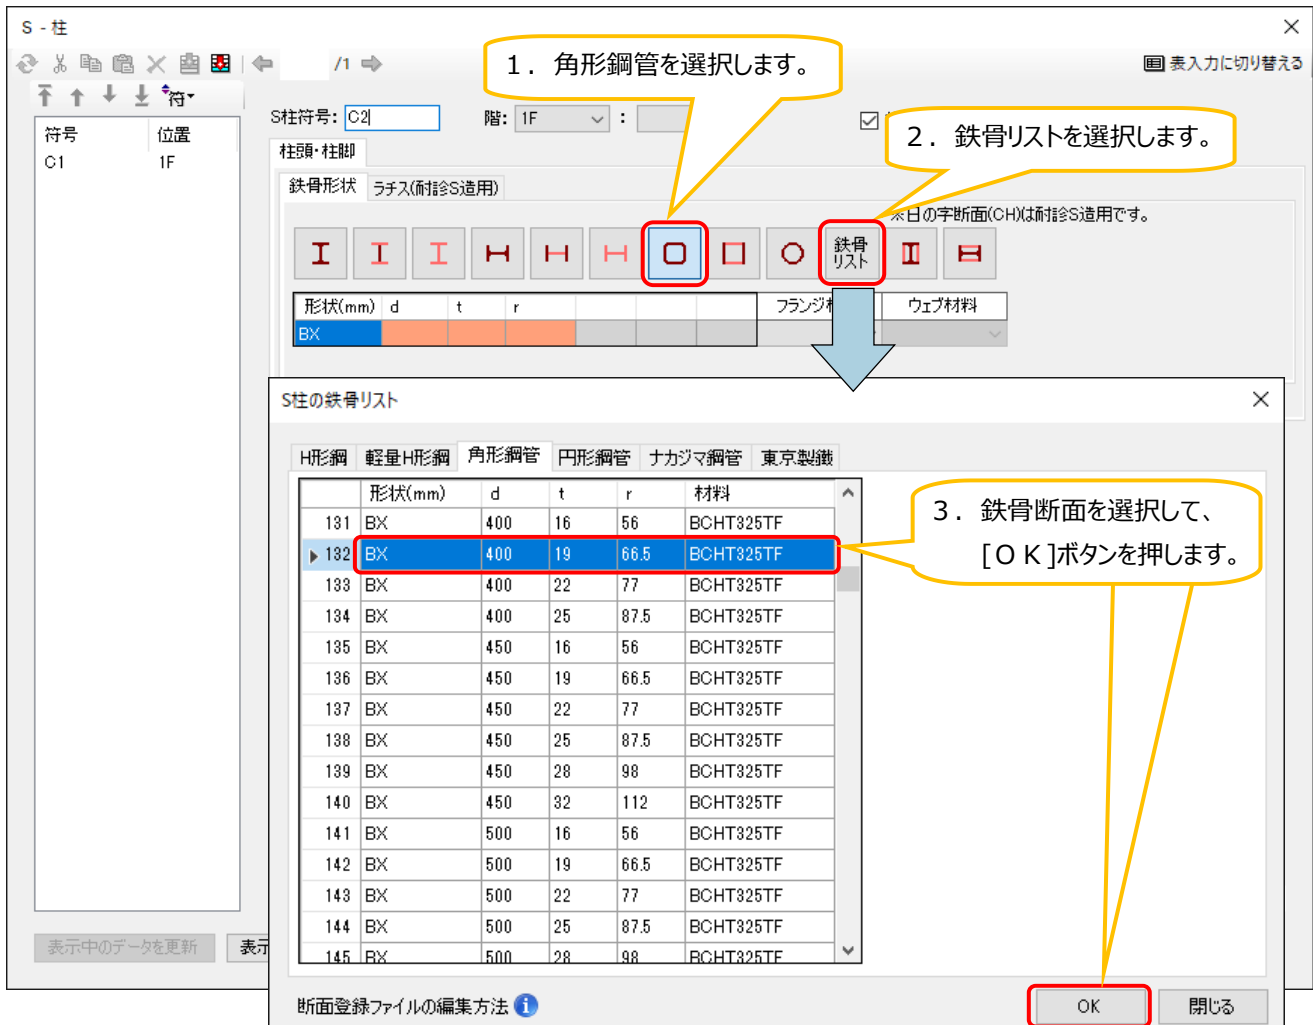 S - 柱
/1
表入力に切り替える
1．角形鋼管を選択します。
符
S柱符号: C2
階: 1F
:
2．鉄骨リストを選択します。
符号 位置
C1 1F
柱頭・柱脚
鉄骨形状 ラチス(耐診S造用)
※日の字断面(CH)は耐診S造用です。
鉄骨
リスト
形状(mm) d t r フランジ ウェブ材料
BX
S柱の鉄骨リスト
H形鋼 軽量H形鋼 角形鋼管 円形鋼管 ナカジマ鋼管 東京製鐵
形状(mm) d t r 材料
131 BX 400 16 56 BCHT325TF
132 BX 400 19 66.5 BCHT325TF
133 BX 400 22 77 BCHT325TF
134 BX 400 25 87.5 BCHT325TF
135 BX 450 16 56 BCHT325TF
136 BX 450 19 66.5 BCHT325TF
137 BX 450 22 77 BCHT325TF
138 BX 450 25 87.5 BCHT325TF
139 BX 450 28 98 BCHT325TF
140 BX 450 32 112 BCHT325TF
141 BX 500 16 56 BCHT325TF
142 BX 500 19 66.5 BCHT325TF
143 BX 500 22 77 BCHT325TF
144 BX 500 25 87.5 BCHT325TF
145 BX 500 28 98 BCHT325TF
3．鉄骨断面を選択して、
[ＯＫ]ボタンを押します。
表示中のデータを更新 表示
断面登録ファイルの編集方法
OK 閉じる